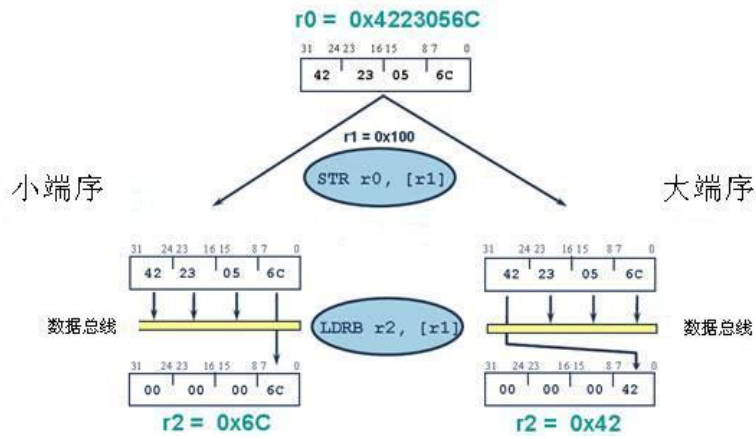 r0 = 0x4223056C
31 24 23 16 15 8 7 0
42 23 05 6C
r1 = 0x100
STR r0, [r1]
小端序
大端序
31 24 23 16 15 8 7 0
42 23 05 6C
31 24 23 16 15 8 7 0
42 23 05 6C
数据总线
LDRB r2, [r1]
数据总线
31 24 23 16 15 8 7 0
00 00 00 6C
31 24 23 16 15 8 7 0
00 00 00 42
r2 = 0x6C
r2 = 0x42